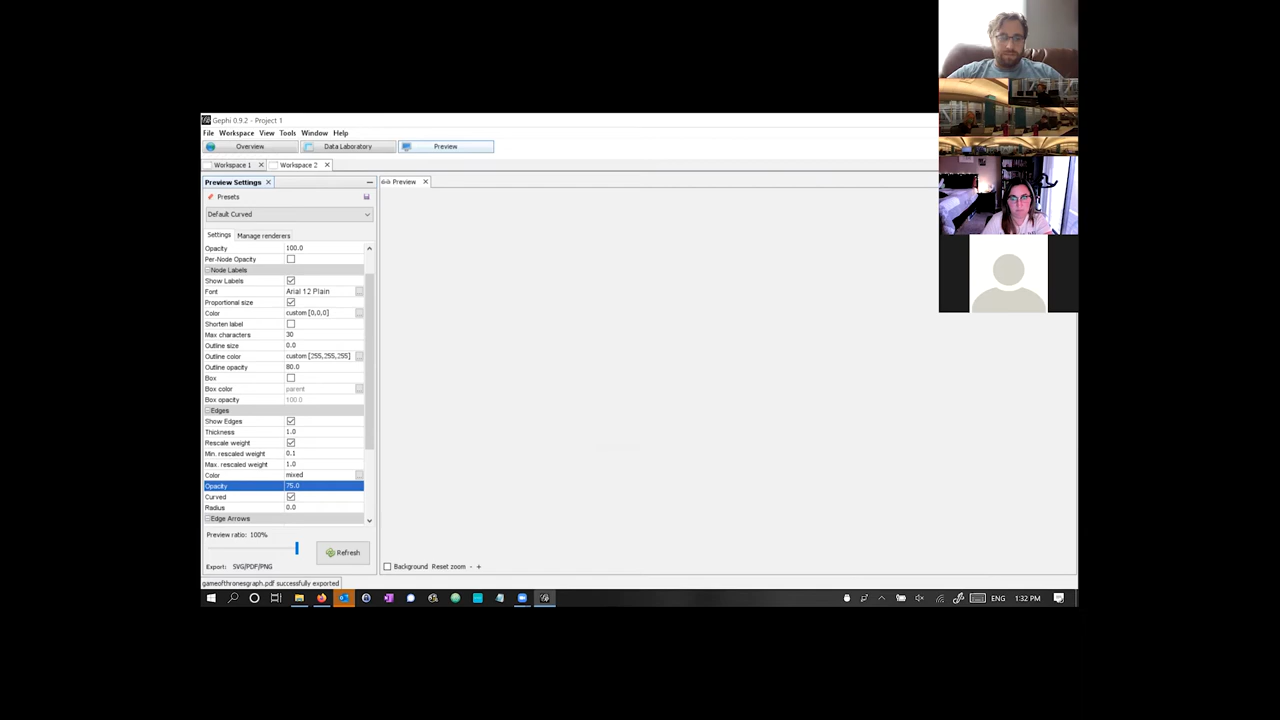 Gephi 0.9.2 - Project 1
File Workspace View Tools Window Help
Overview Data Laboratory Preview
Workspace 1 Workspace 2
Preview Settings
Preview
Presets
Default Curved
Settings Manage renderers
Opacity 100.0
Per-Node Opacity
Node Labels
Show Labels
Font Arial 12 Plain
Proportional size
Color custom [0,0,0]
Shorten label
Max characters 30
Outline size 0.0
Outline color custom [255,255,255]
Outline opacity 80.0
Box
Box color parent
Box opacity 100.0
Edges
Show Edges
Thickness 1.0
Rescale weight
Min. rescaled weight 0.1
Max. rescaled weight 1.0
Color mixed
Opacity 75.0
Curved
Radius 0.0
Edge Arrows
Preview ratio: 100%
Refresh
Export: SVG/PDF/PNG
Background Reset zoom - +
gameofthronesgraph.pdf successfully exported
ENG 1:32 PM